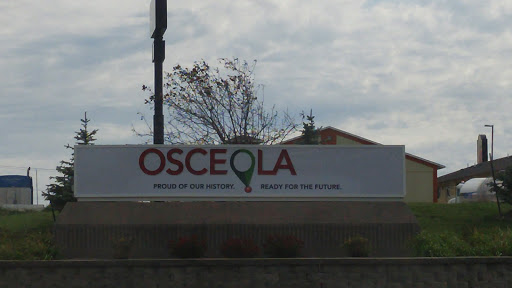 OSCEOLA
PROUD OF OUR HISTORY. READY FOR THE FUTURE.